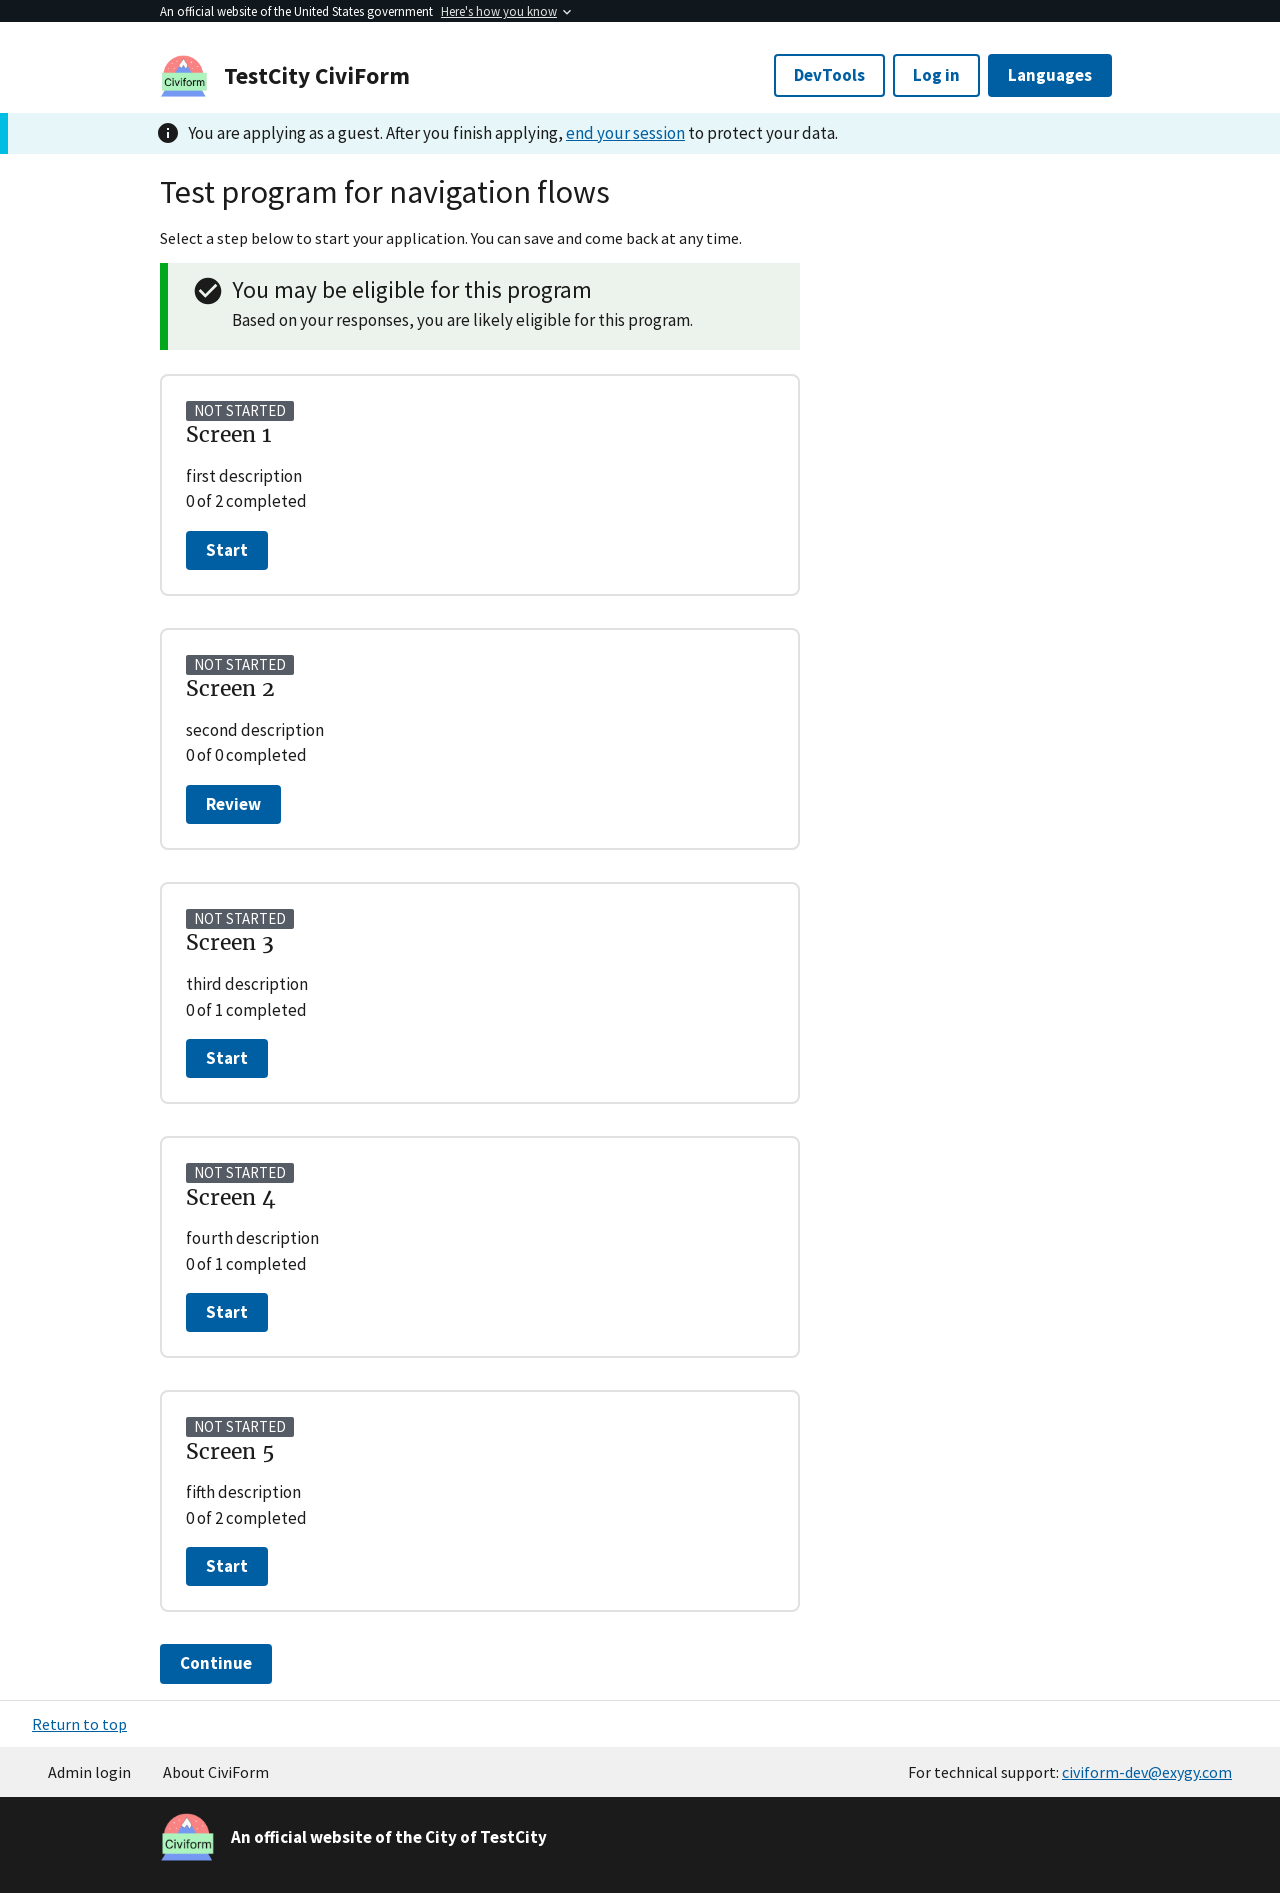 An official website of the United States government Here's how you know
Civiform
TestCity CiviForm
DevTools
Log in
Languages
You are applying as a guest. After you finish applying, end your session to protect your data.
Test program for navigation flows
Select a step below to start your application. You can save and come back at any time.
You may be eligible for this program
Based on your responses, you are likely eligible for this program.
NOT STARTED
Screen 1
first description
0 of 2 completed
Start
NOT STARTED
Screen 2
second description
0 of 0 completed
Review
NOT STARTED
Screen 3
third description
0 of 1 completed
Start
NOT STARTED
Screen 4
fourth description
0 of 1 completed
Start
NOT STARTED
Screen 5
fifth description
0 of 2 completed
Start
Continue
Return to top
Admin login
About CiviForm
For technical support: civiform-dev@exygy.com
Civiform
An official website of the City of TestCity